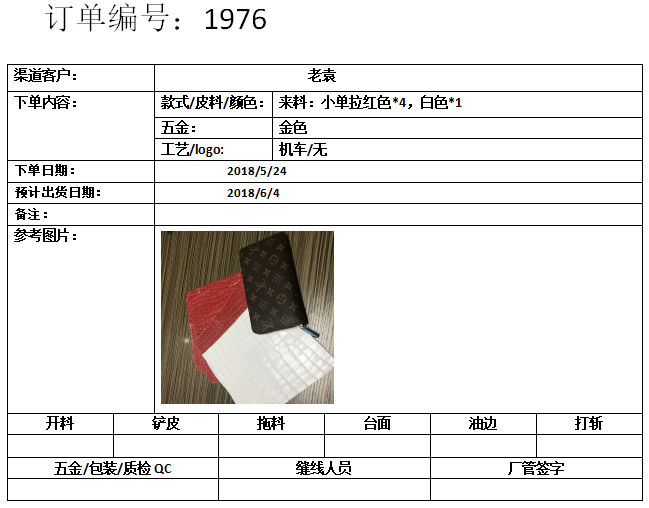 订单编号：1976
渠道客户： 老袁
下单内容： 款式/皮料/颜色： 来料：小单拉红色*4，白色*1
五金： 金色
工艺/logo: 机车/无
下单日期： 2018/5/24
预计出货日期： 2018/6/4
备注：
参考图片：
开料 铲皮 拖料 台面 油边 打斩
五金/包装/质检 QC 缝线人员 厂管签字